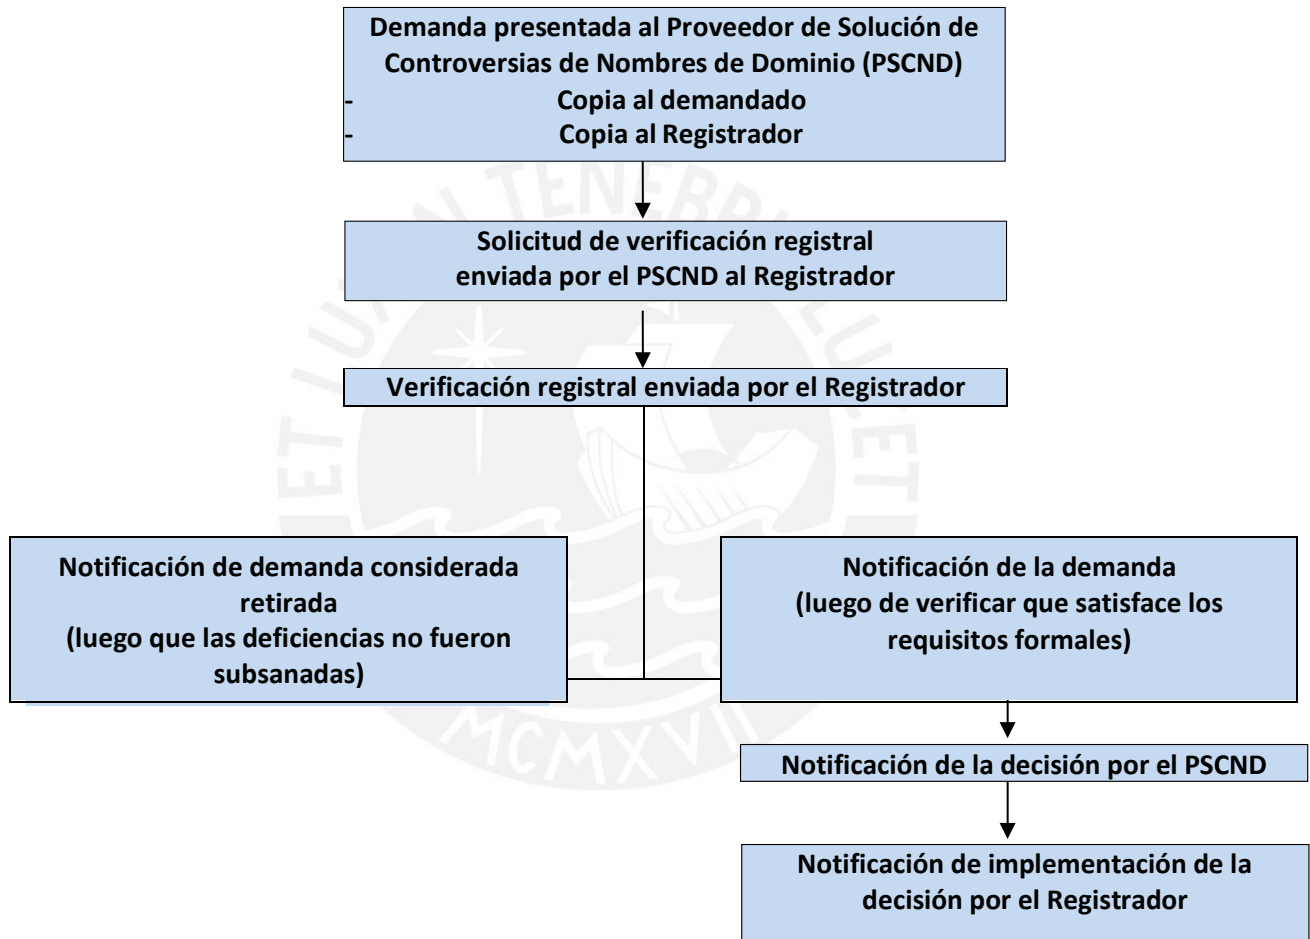 Demanda presentada al Proveedor de Solución de
Controversias de Nombres de Dominio (PSCND)
- Copia al demandado
- Copia al Registrador
Solicitud de verificación registral
enviada por el PSCND al Registrador
Verificación registral enviada por el Registrador
Notificación de demanda considerada
retirada
(luego que las deficiencias no fueron
subsanadas)
Notificación de la demanda
(luego de verificar que satisface los
requisitos formales)
Notificación de la decisión por el PSCND
Notificación de implementación de la
decisión por el Registrador
MCMXVII